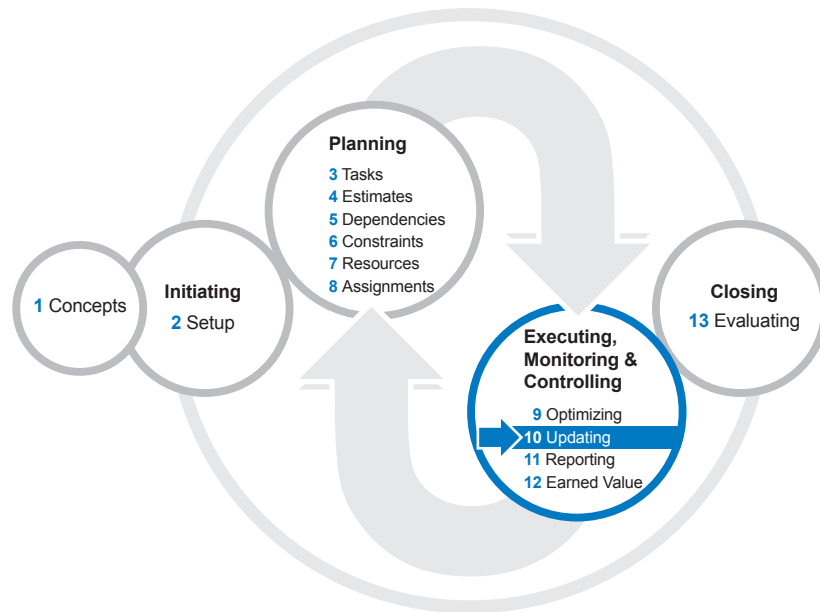 1 Concepts
Initiating
2 Setup
Planning
3 Tasks
4 Estimates
5 Dependencies
6 Constraints
7 Resources
8 Assignments
Executing,
Monitoring &
Controlling
9 Optimizing
10 Updating
11 Reporting
12 Earned Value
Closing
13 Evaluating